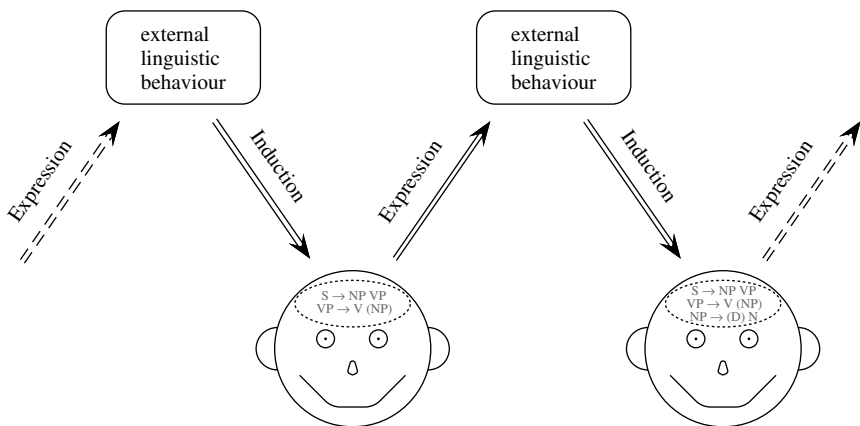 external
linguistic
behaviour
external
linguistic
behaviour
Expression
Induction
Expression
Induction
Expression
S → NP VP
VP → V (NP)
S → NP VP
VP → V (NP)
NP → (D) N